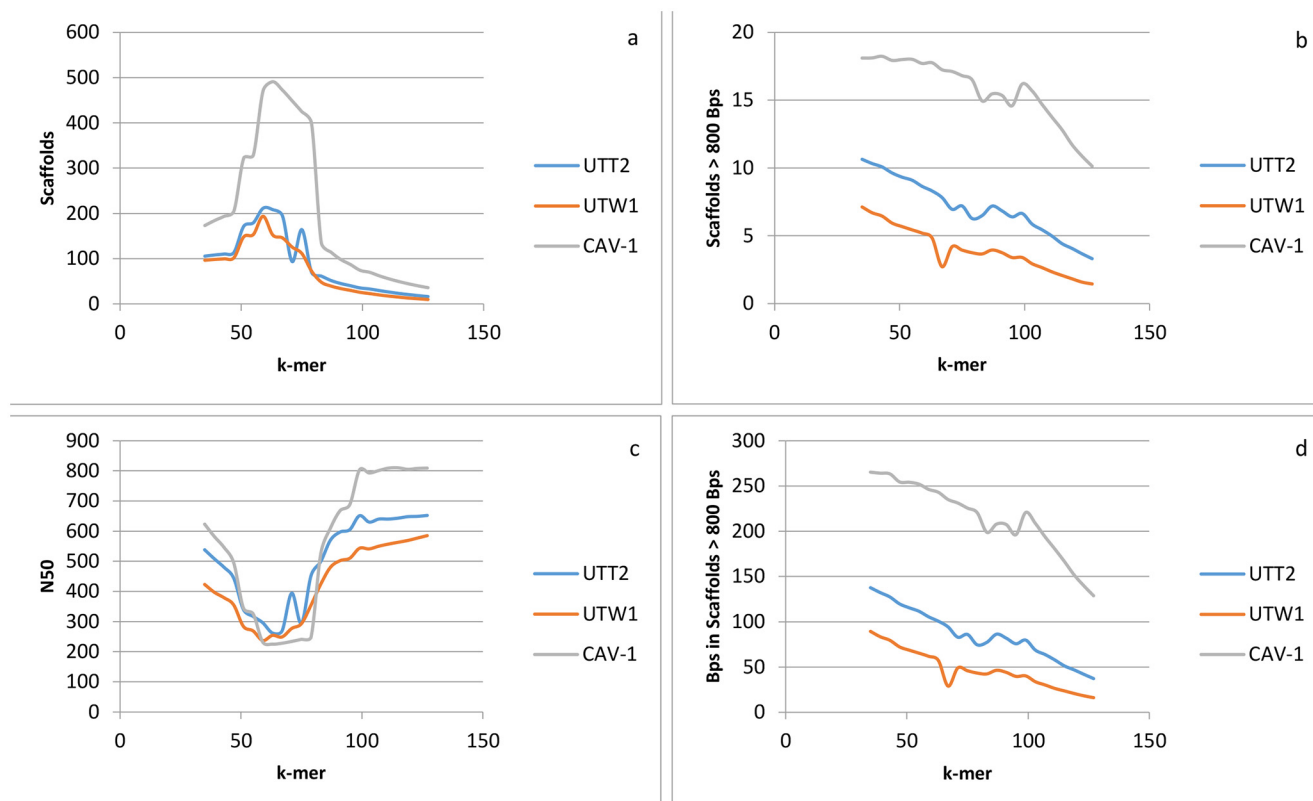 a
600
500
400
300
200
100
0
Scaffolds
0 50 100 150
k-mer
UTT2
UTW1
CAV-1
b
20
15
10
5
0
Scaffolds > 800 Bps
0 50 100 150
k-mer
UTT2
UTW1
CAV-1
c
900
800
700
600
500
400
300
200
100
0
N50
0 50 100 150
k-mer
UTT2
UTW1
CAV-1
d
300
250
200
150
100
50
0
Bps in Scaffolds > 800 Bps
0 50 100 150
k-mer
UTT2
UTW1
CAV-1